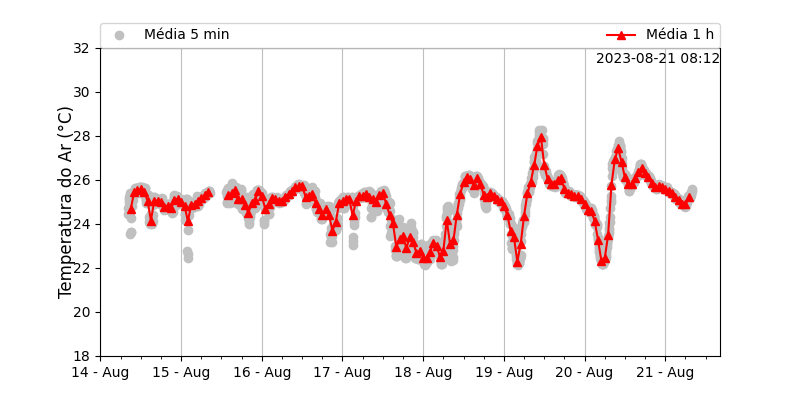 Média 5 min
Média 1 h
2023-08-21 08:12
Temperatura do Ar (°C)
32
30
28
26
24
22
20
18
14 - Aug
15 - Aug
16 - Aug
17 - Aug
18 - Aug
19 - Aug
20 - Aug
21 - Aug